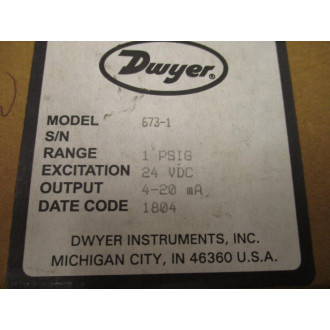 Dwyer®
MODEL 673-1
S/N
RANGE 1 PSIG
EXCITATION 24 VDC
OUTPUT 4-20 mA
DATE CODE 1804
DWYER INSTRUMENTS, INC.
MICHIGAN CITY, IN 46360 U.S.A.